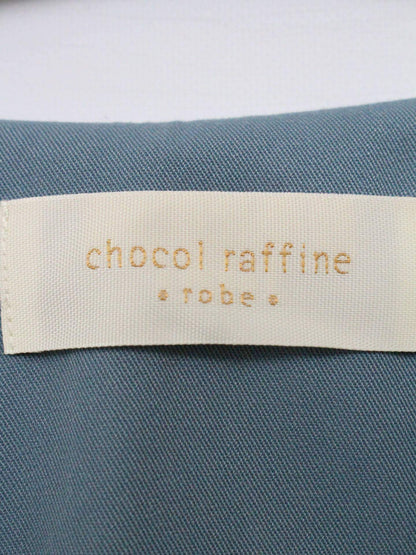 chocol raffine
• robe •